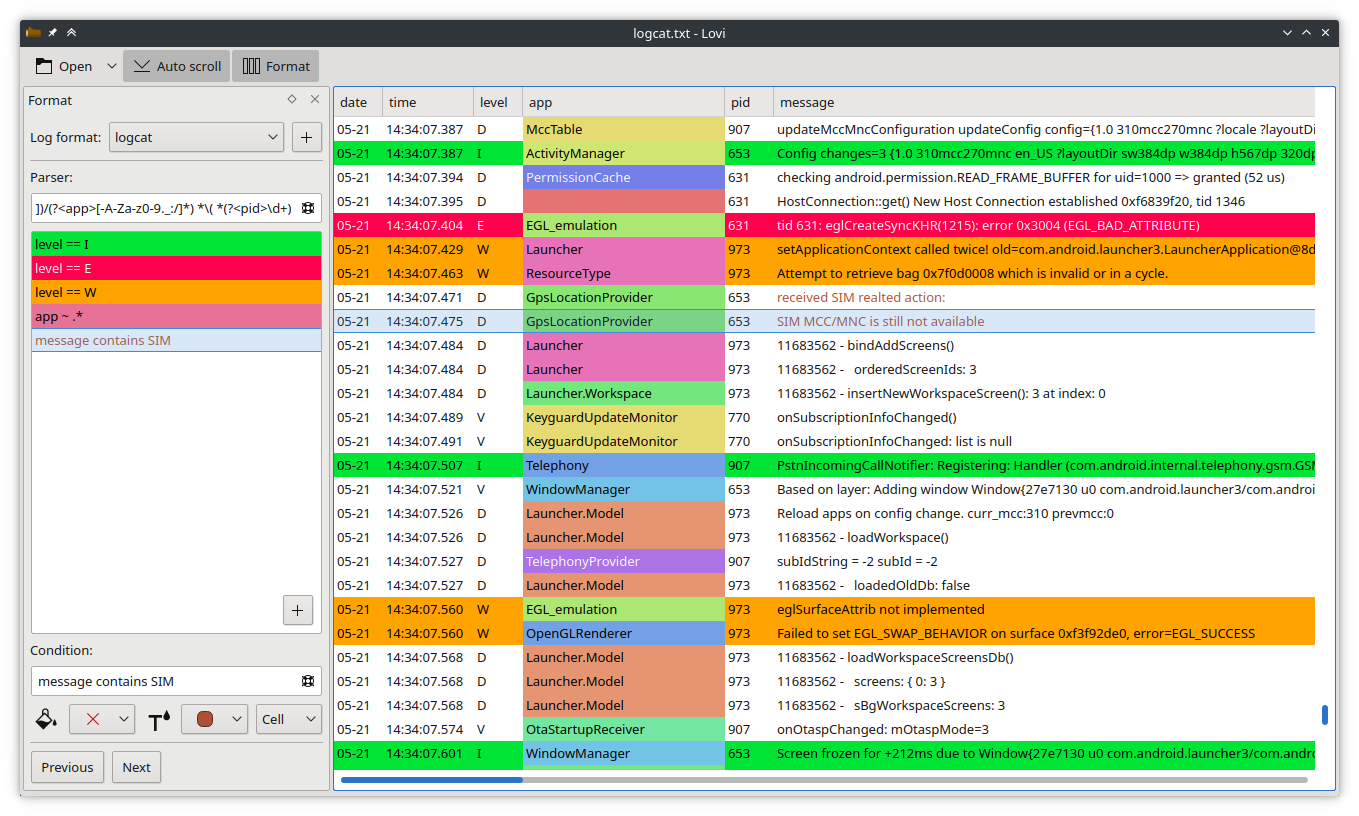 logcat.txt - Lovi
Open Auto scroll Format
Format
Log format: logcat +
Parser:
])/(?<app>[-A-Za-z0-9._:/]*) *\( *(?<pid>\d+)
level == I
level == E
level == W
app ~ .*
message contains SIM
+
Condition:
message contains SIM
Cell
Previous Next
date time level app pid message
05-21 14:34:07.387 D MccTable 907 updateMccMncConfiguration updateConfig config={1.0 310mcc270mnc ?locale ?layoutDi
05-21 14:34:07.387 I ActivityManager 653 Config changes=3 {1.0 310mcc270mnc en_US ?layoutDir sw384dp w384dp h567dp 320dp
05-21 14:34:07.394 D PermissionCache 631 checking android.permission.READ_FRAME_BUFFER for uid=1000 => granted (52 us)
05-21 14:34:07.395 D 631 HostConnection::get() New Host Connection established 0xf6839f20, tid 1346
05-21 14:34:07.404 E EGL_emulation 631 tid 631: eglCreateSyncKHR(1215): error 0x3004 (EGL_BAD_ATTRIBUTE)
05-21 14:34:07.429 W Launcher 973 setApplicationContext called twice! old=com.android.launcher3.LauncherApplication@8d
05-21 14:34:07.463 W ResourceType 973 Attempt to retrieve bag 0x7f0d0008 which is invalid or in a cycle.
05-21 14:34:07.471 D GpsLocationProvider 653 received SIM realted action:
05-21 14:34:07.475 D GpsLocationProvider 653 SIM MCC/MNC is still not available
05-21 14:34:07.484 D Launcher 973 11683562 - bindAddScreens()
05-21 14:34:07.484 D Launcher 973 11683562 -   orderedScreenIds: 3
05-21 14:34:07.484 D Launcher.Workspace 973 11683562 - insertNewWorkspaceScreen(): 3 at index: 0
05-21 14:34:07.489 V KeyguardUpdateMonitor 770 onSubscriptionInfoChanged()
05-21 14:34:07.491 V KeyguardUpdateMonitor 770 onSubscriptionInfoChanged: list is null
05-21 14:34:07.507 I Telephony 907 PstnIncomingCallNotifier: Registering: Handler (com.android.internal.telephony.gsm.GSM
05-21 14:34:07.521 V WindowManager 653 Based on layer: Adding window Window{27e7130 u0 com.android.launcher3/com.androi
05-21 14:34:07.526 D Launcher.Model 973 Reload apps on config change. curr_mcc:310 prevmcc:0
05-21 14:34:07.526 D Launcher.Model 973 11683562 - loadWorkspace()
05-21 14:34:07.527 D TelephonyProvider 907 subIdString = -2 subId = -2
05-21 14:34:07.527 D Launcher.Model 973 11683562 -   loadedOldDb: false
05-21 14:34:07.560 W EGL_emulation 973 eglSurfaceAttrib not implemented
05-21 14:34:07.560 W OpenGLRenderer 973 Failed to set EGL_SWAP_BEHAVIOR on surface 0xf3f92de0, error=EGL_SUCCESS
05-21 14:34:07.568 D Launcher.Model 973 11683562 - loadWorkspaceScreensDb()
05-21 14:34:07.568 D Launcher.Model 973 11683562 -   screens: { 0: 3 }
05-21 14:34:07.568 D Launcher.Model 973 11683562 -   sBgWorkspaceScreens: 3
05-21 14:34:07.574 V OtaStartupReceiver 907 onOtaspChanged: mOtaspMode=3
05-21 14:34:07.601 I WindowManager 653 Screen frozen for +212ms due to Window{27e7130 u0 com.android.launcher3/com.andro